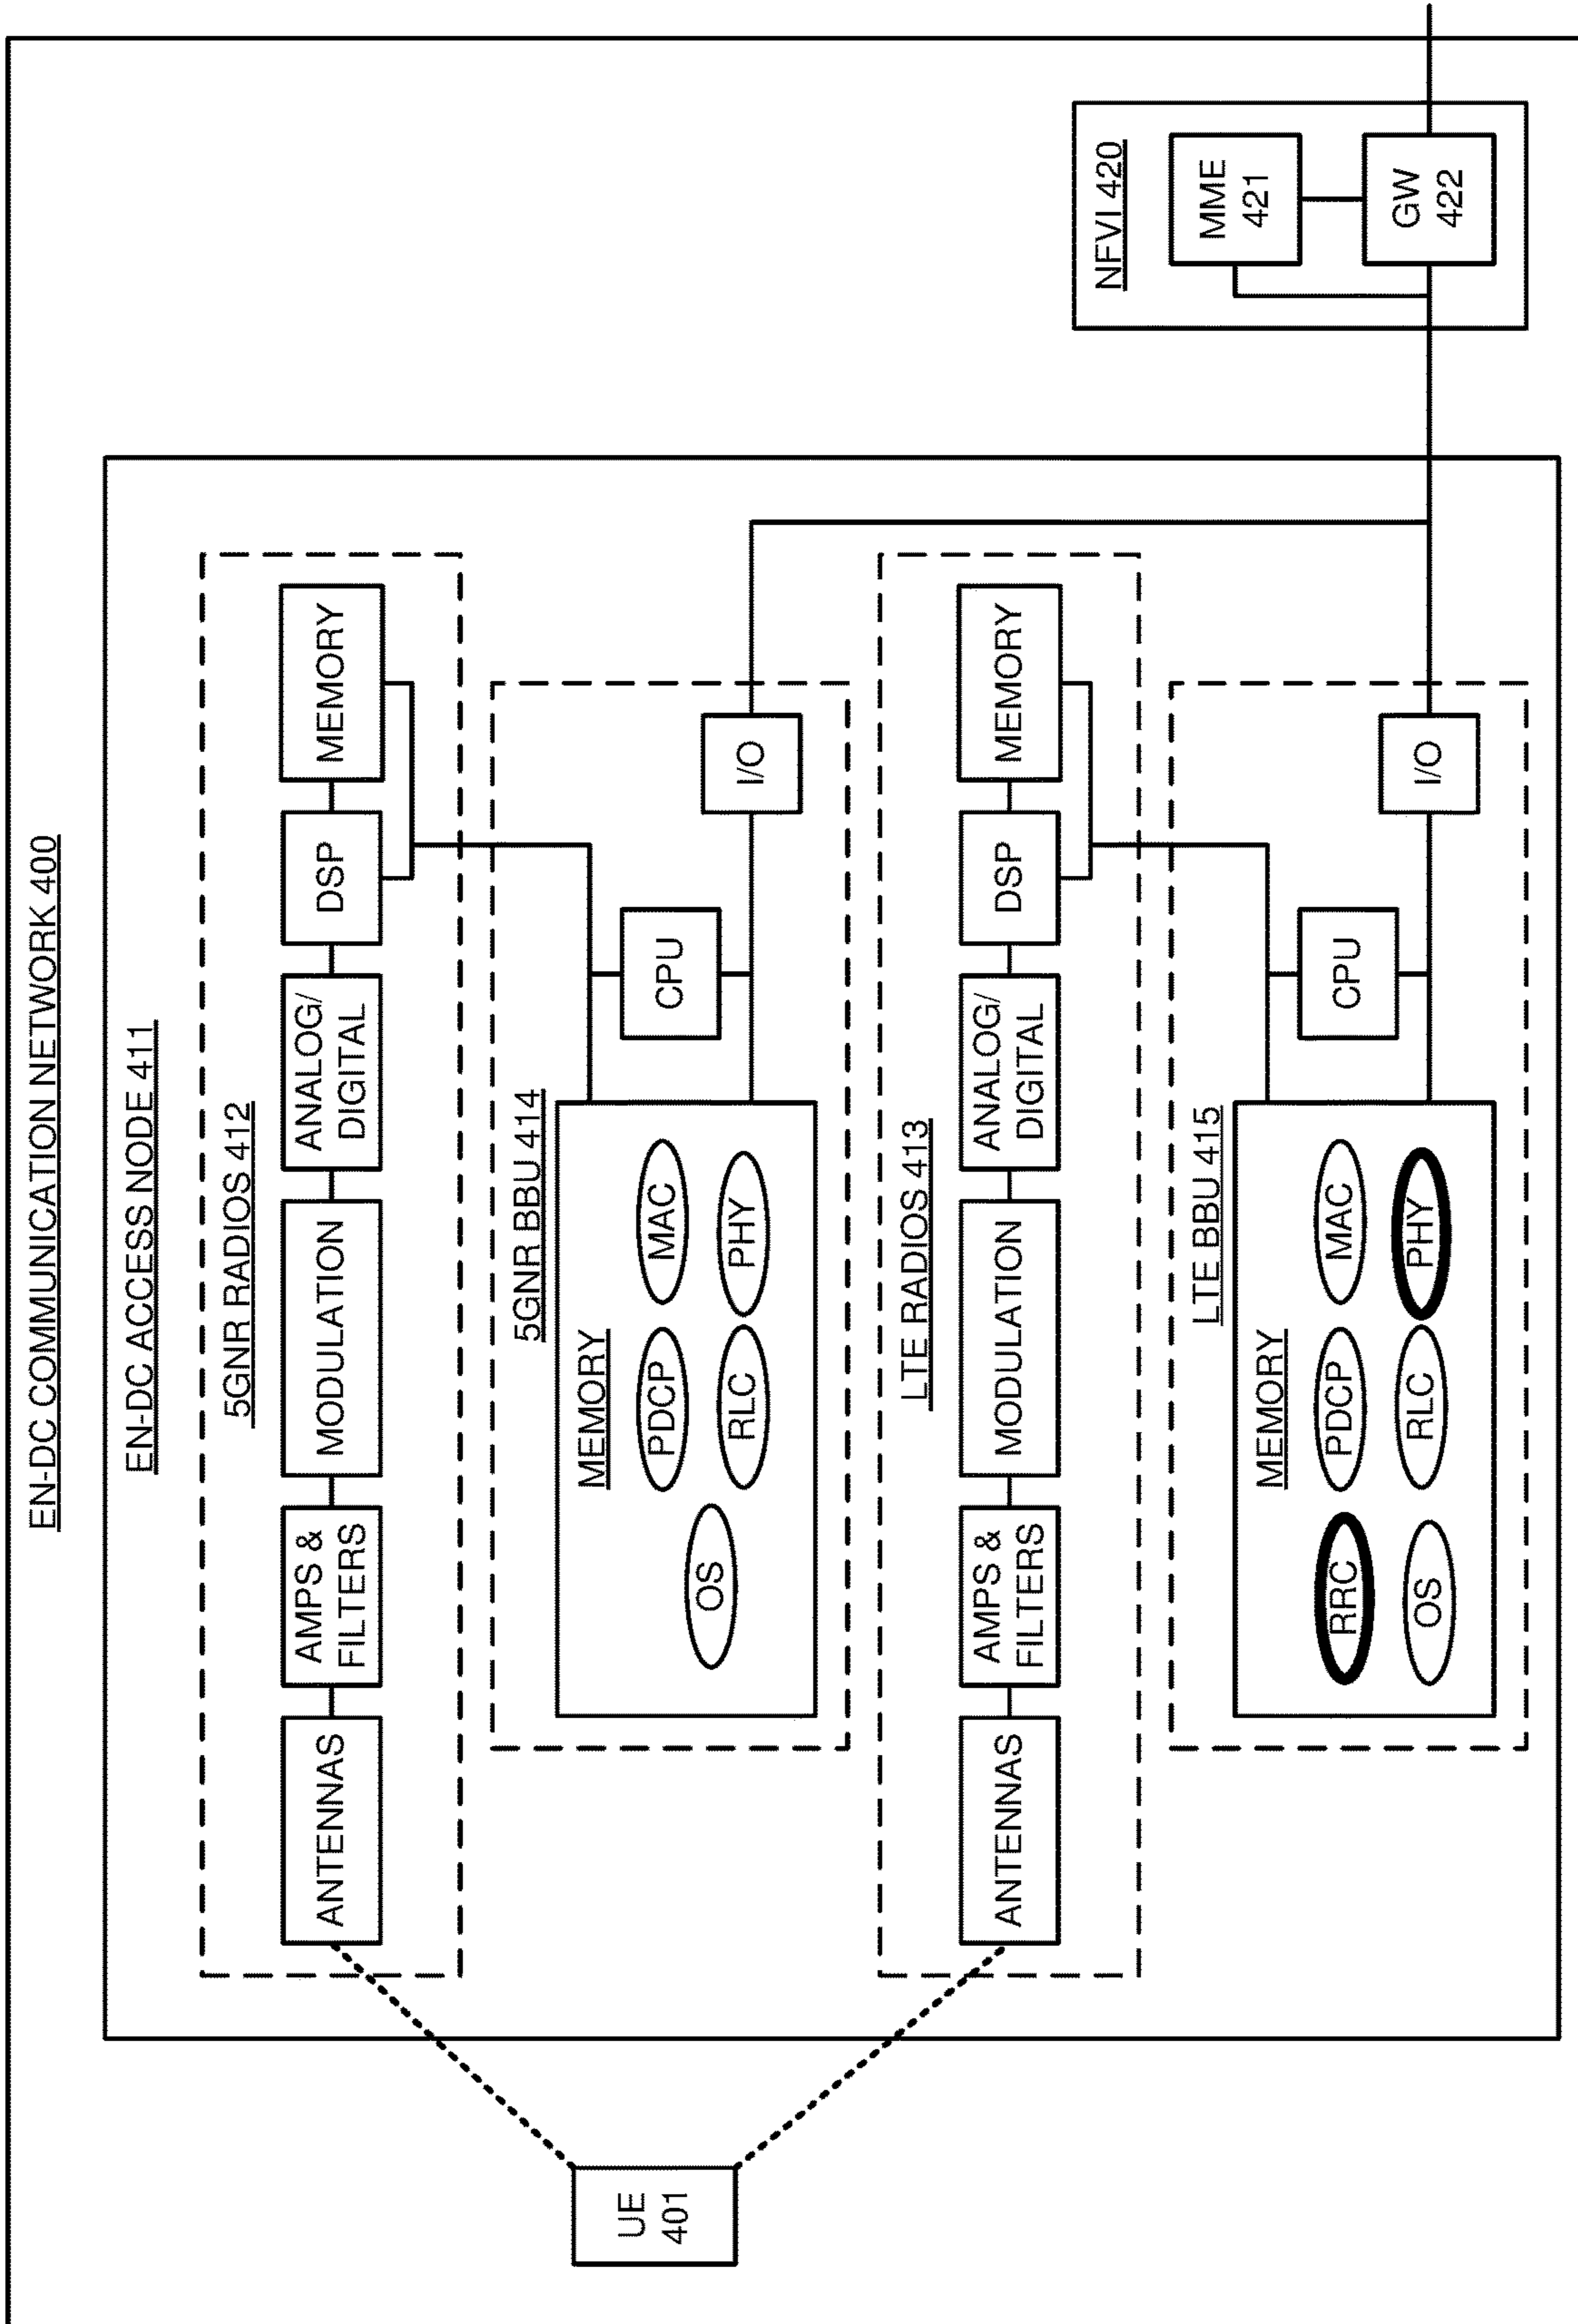 EN-DC COMMUNICATION NETWORK 400
EN-DC ACCESS NODE 411
5GNR RADIOS 412
ANTENNAS
AMPS &
FILTERS
MODULATION
ANALOG/
DIGITAL
DSP
MEMORY
5GNR BBU 414
MEMORY
OS
PDCP
MAC
RLC
PHY
CPU
I/O
UE
401
LTE RADIOS 413
ANTENNAS
AMPS &
FILTERS
MODULATION
ANALOG/
DIGITAL
DSP
MEMORY
LTE BBU 415
MEMORY
RRC
PDCP
MAC
OS
RLC
PHY
CPU
I/O
NFVI 420
MME
421
GW
422